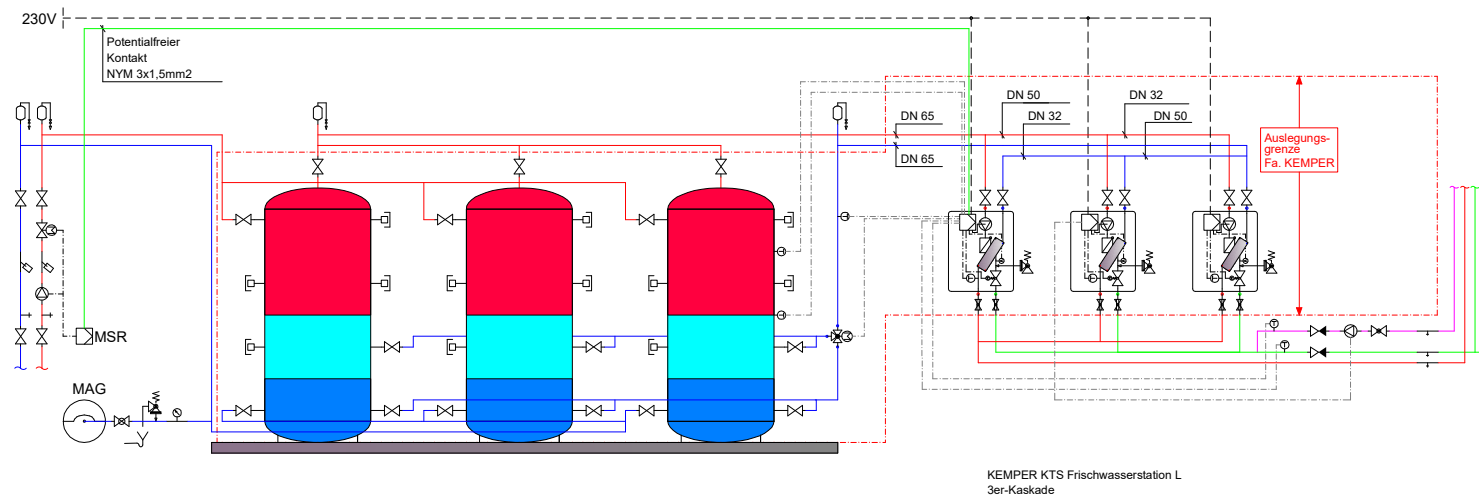 230V
Potentialfreier
Kontakt
NYM 3x1,5mm2
DN 50
DN 32
DN 65
DN 32
DN 50
DN 65
Auslegungs-
grenze
Fa. KEMPER
MSR
MAG
KEMPER KTS Frischwasserstation L
3er-Kaskade